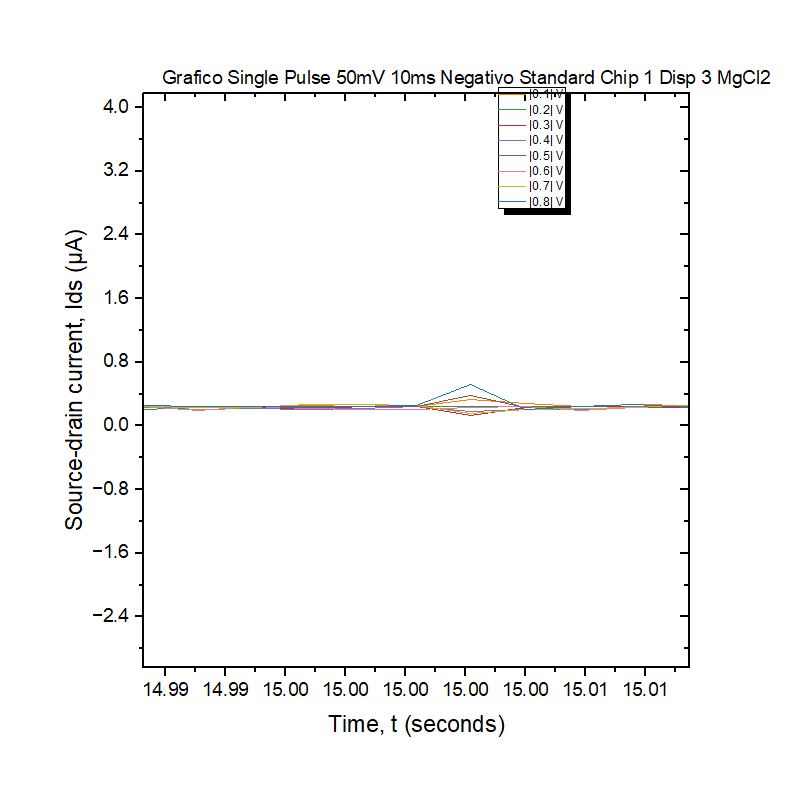 Grafico Single Pulse 50mV 10ms Negativo Standard Chip 1 Disp 3 MgCl2
|0.1| V
|0.2| V
|0.3| V
|0.4| V
|0.5| V
|0.6| V
|0.7| V
|0.8| V
4.0
3.2
2.4
1.6
0.8
0.0
−0.8
−1.6
−2.4
Source-drain current, Ids (µA)
14.99 14.99 15.00 15.00 15.00 15.00 15.00 15.01 15.01
Time, t (seconds)